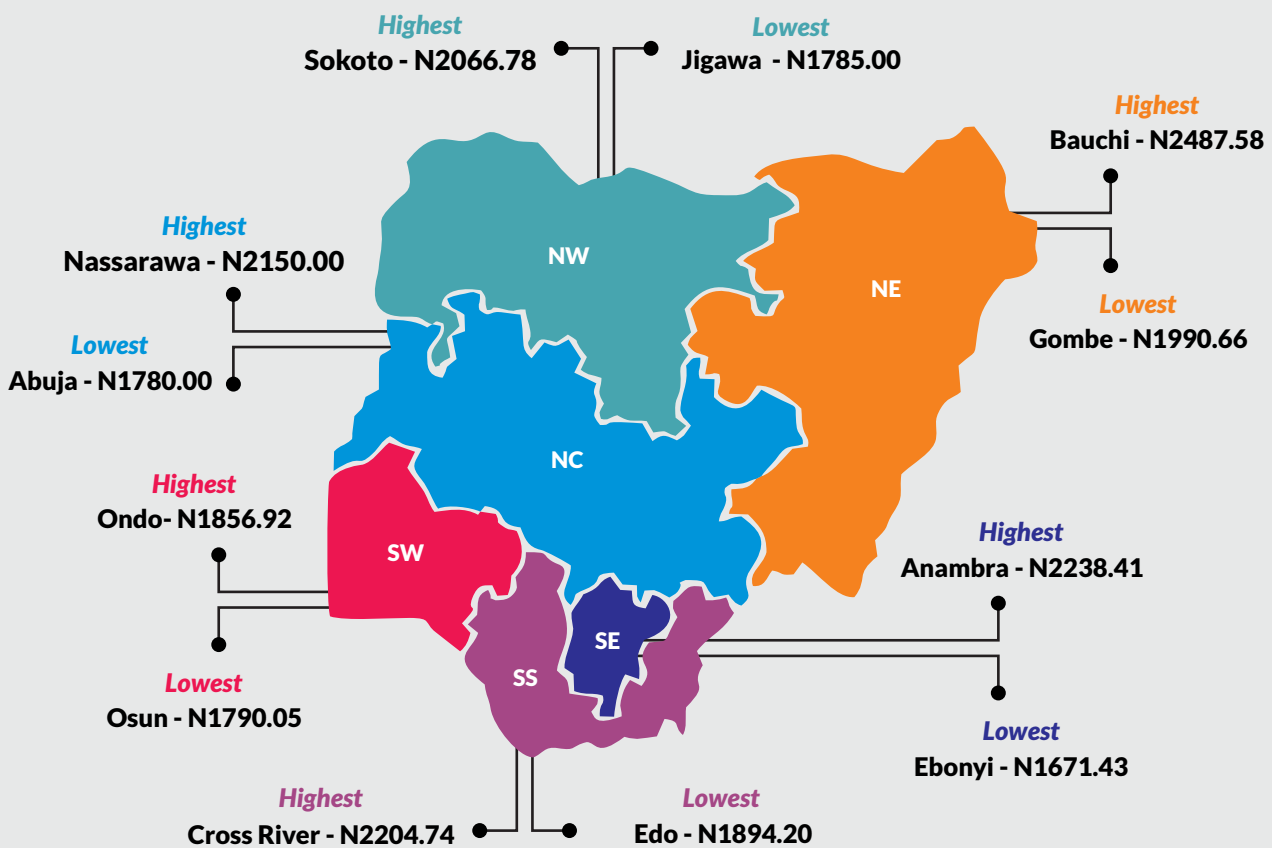 Highest
Sokoto - N2066.78
Lowest
Jigawa - N1785.00
Highest
Bauchi - N2487.58
Lowest
Gombe - N1990.66
Highest
Nassarawa - N2150.00
Lowest
Abuja - N1780.00
NW
NE
NC
Highest
Ondo- N1856.92
Lowest
Osun - N1790.05
SW
Highest
Anambra - N2238.41
Lowest
Ebonyi - N1671.43
SE
SS
Highest
Cross River - N2204.74
Lowest
Edo - N1894.20